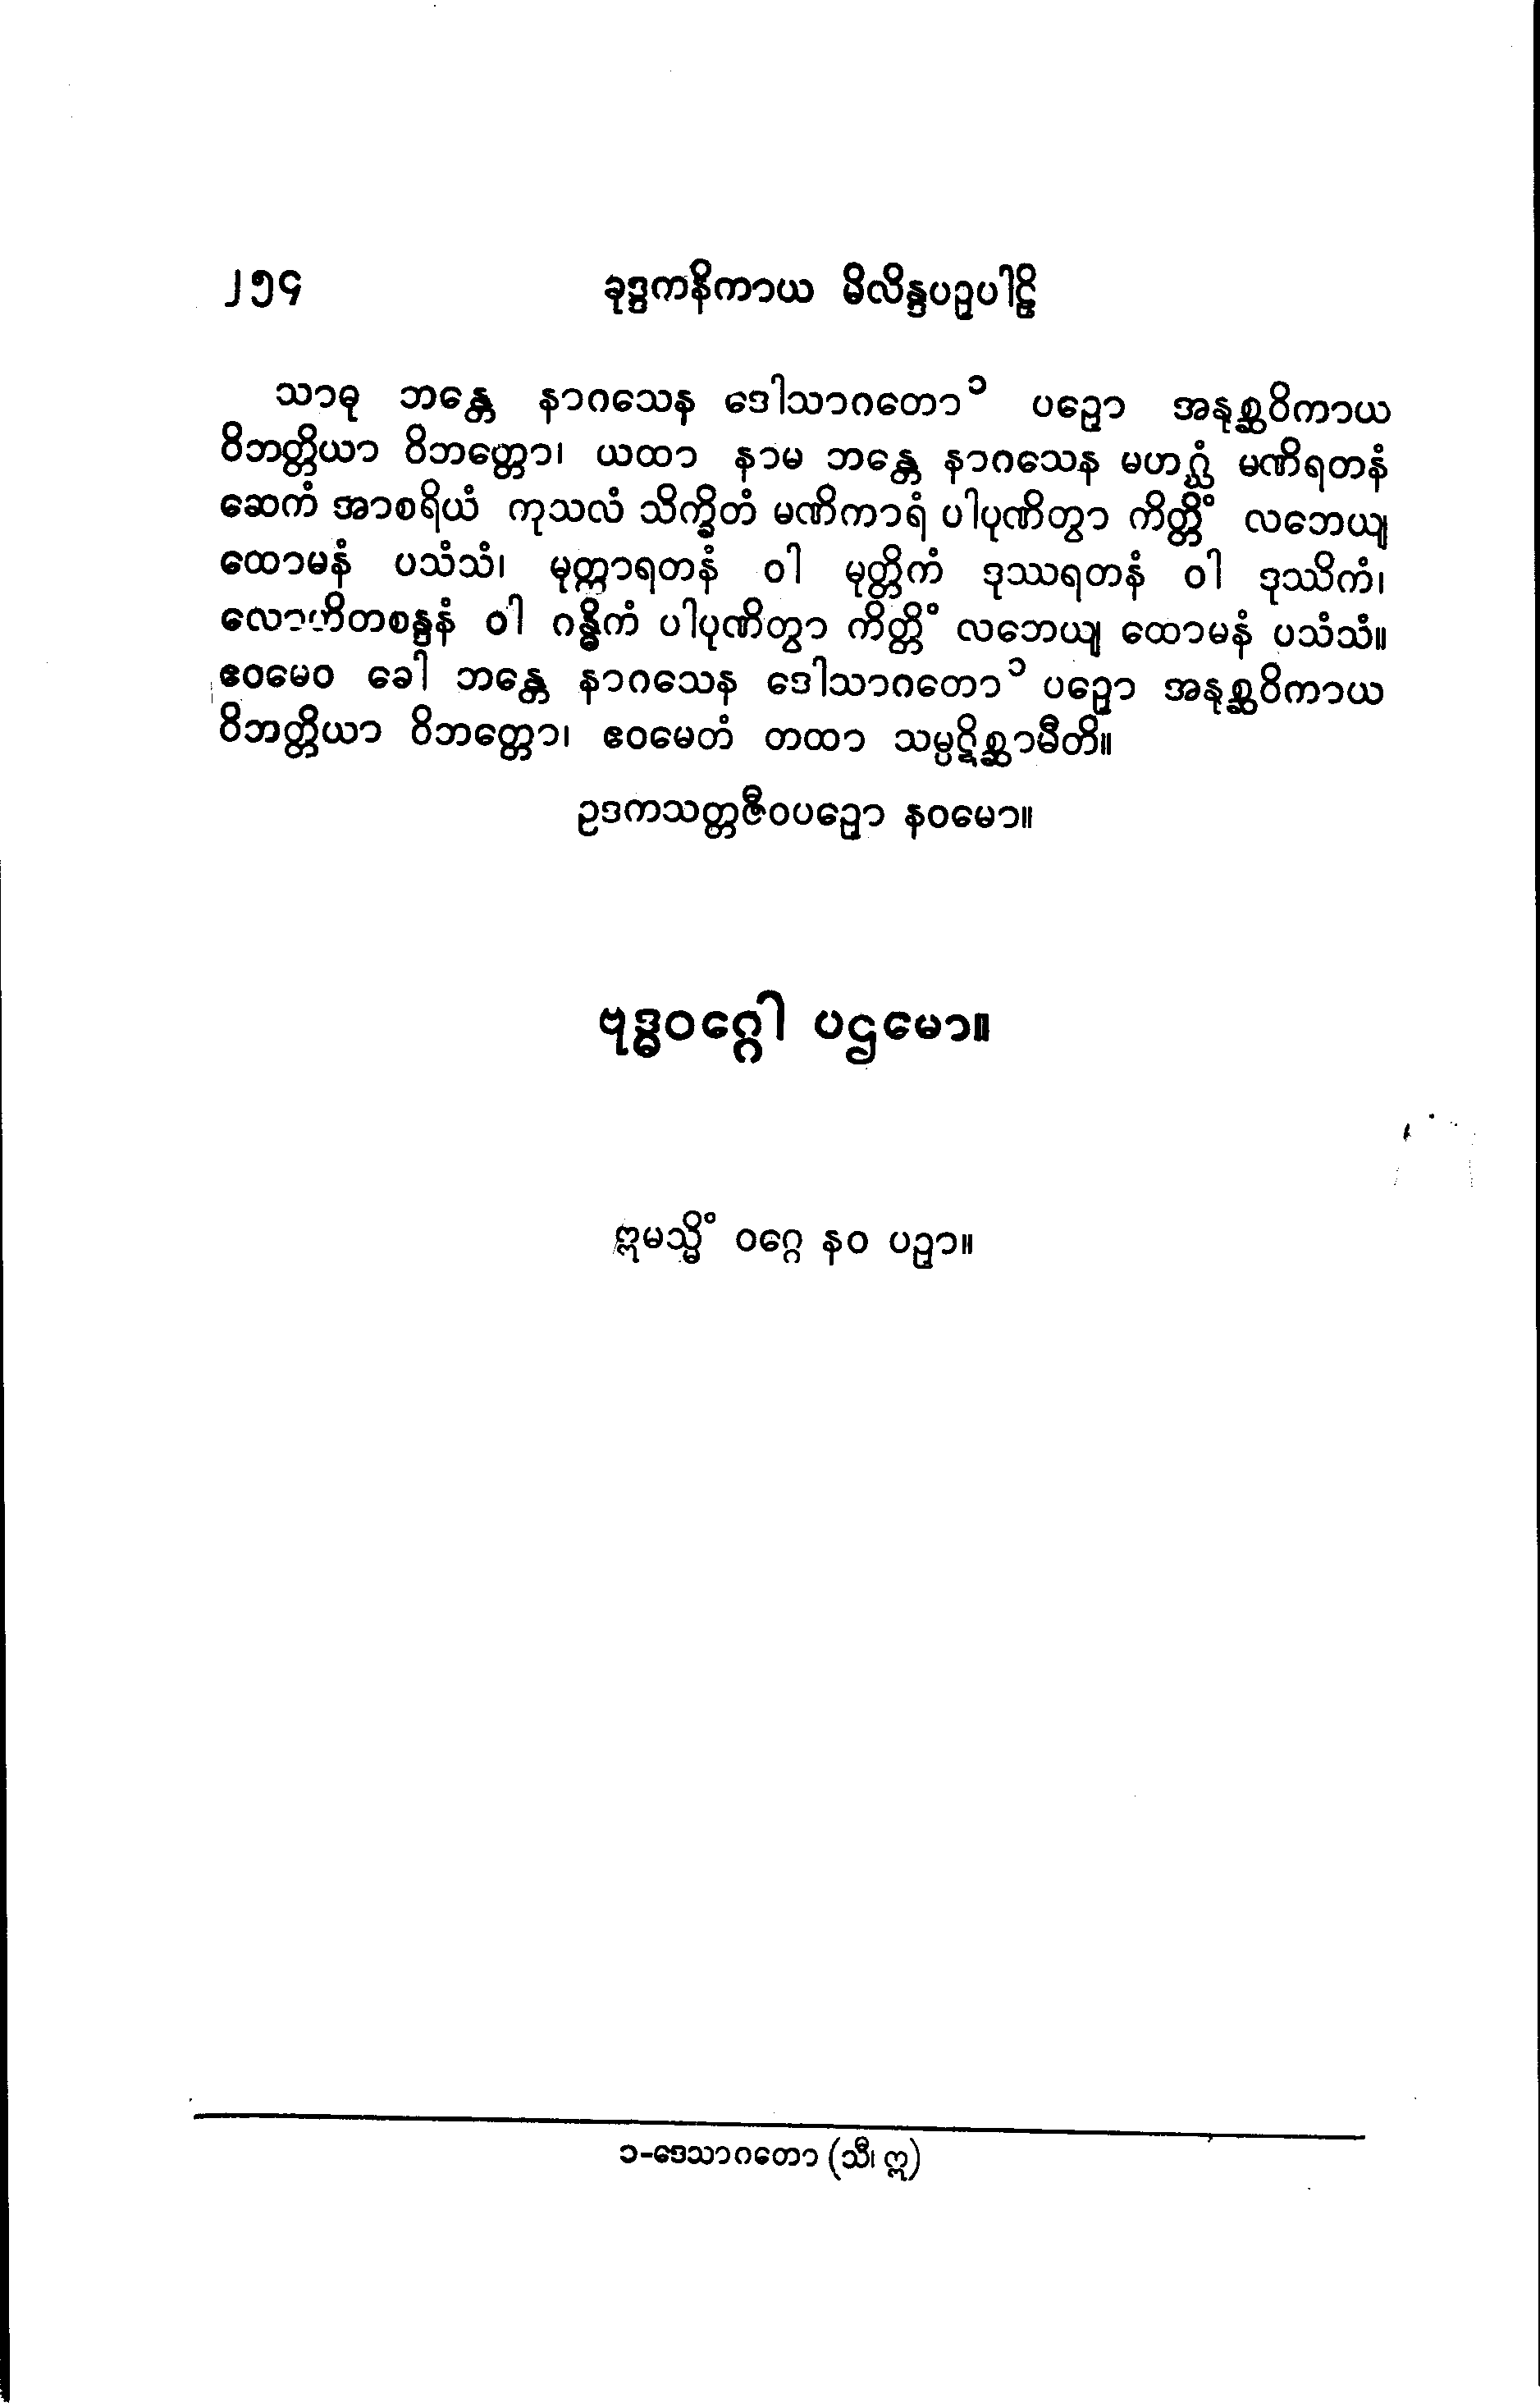 ၂၅၄ ခုဒ္ဒကနိကာယ မိလိန္ဒပဉှပါဠိ
သာဓု ဘန္တေ နာဂသေန ဒေါသာဂတော^၁ ပဉှော အနုစ္ဆဝိကာယ
ဝိဘတ္တိယာ ဝိဘတ္တော၊ ယထာ နာမ ဘန္တေ နာဂသေန မဟဂ္ဃံ မဏိရတနံ
ဆေကံ အာစရိယံ ကုသလံ သိက္ခိတံ မဏိကာရံ ပါပုဏိတွာ ကိတ္တိံ လဘေယျ
ထောမနံ ပသံသံ၊ မုတ္တာရတနံ ဝါ မုတ္တိကံ ဒုဿရတနံ ဝါ ဒုဿိကံ၊
လောဟိတစန္ဒနံ ဝါ ဂန္ဓိကံ ပါပုဏိတွာ ကိတ္တိံ လဘေယျ ထောမနံ ပသံသံ။
ဧဝမေဝ ခေါ ဘန္တေ နာဂသေန ဒေါသာဂတော^၁ ပဉှော အနုစ္ဆဝိကာယ
ဝိဘတ္တိယာ ဝိဘတ္တော၊ ဧဝမေတံ တထာ သမ္ပဋိစ္ဆာမီတိ။
ဥဒကသတ္တဇီဝပဉှော နဝမော။
ဗုဒ္ဓဝဂ္ဂေါ ပဌမော။
ဣမသ္မိံ ဝဂ္ဂေ နဝ ပဉှာ။
၁-ဒေသာဂတော (သီ၊ ဣ)